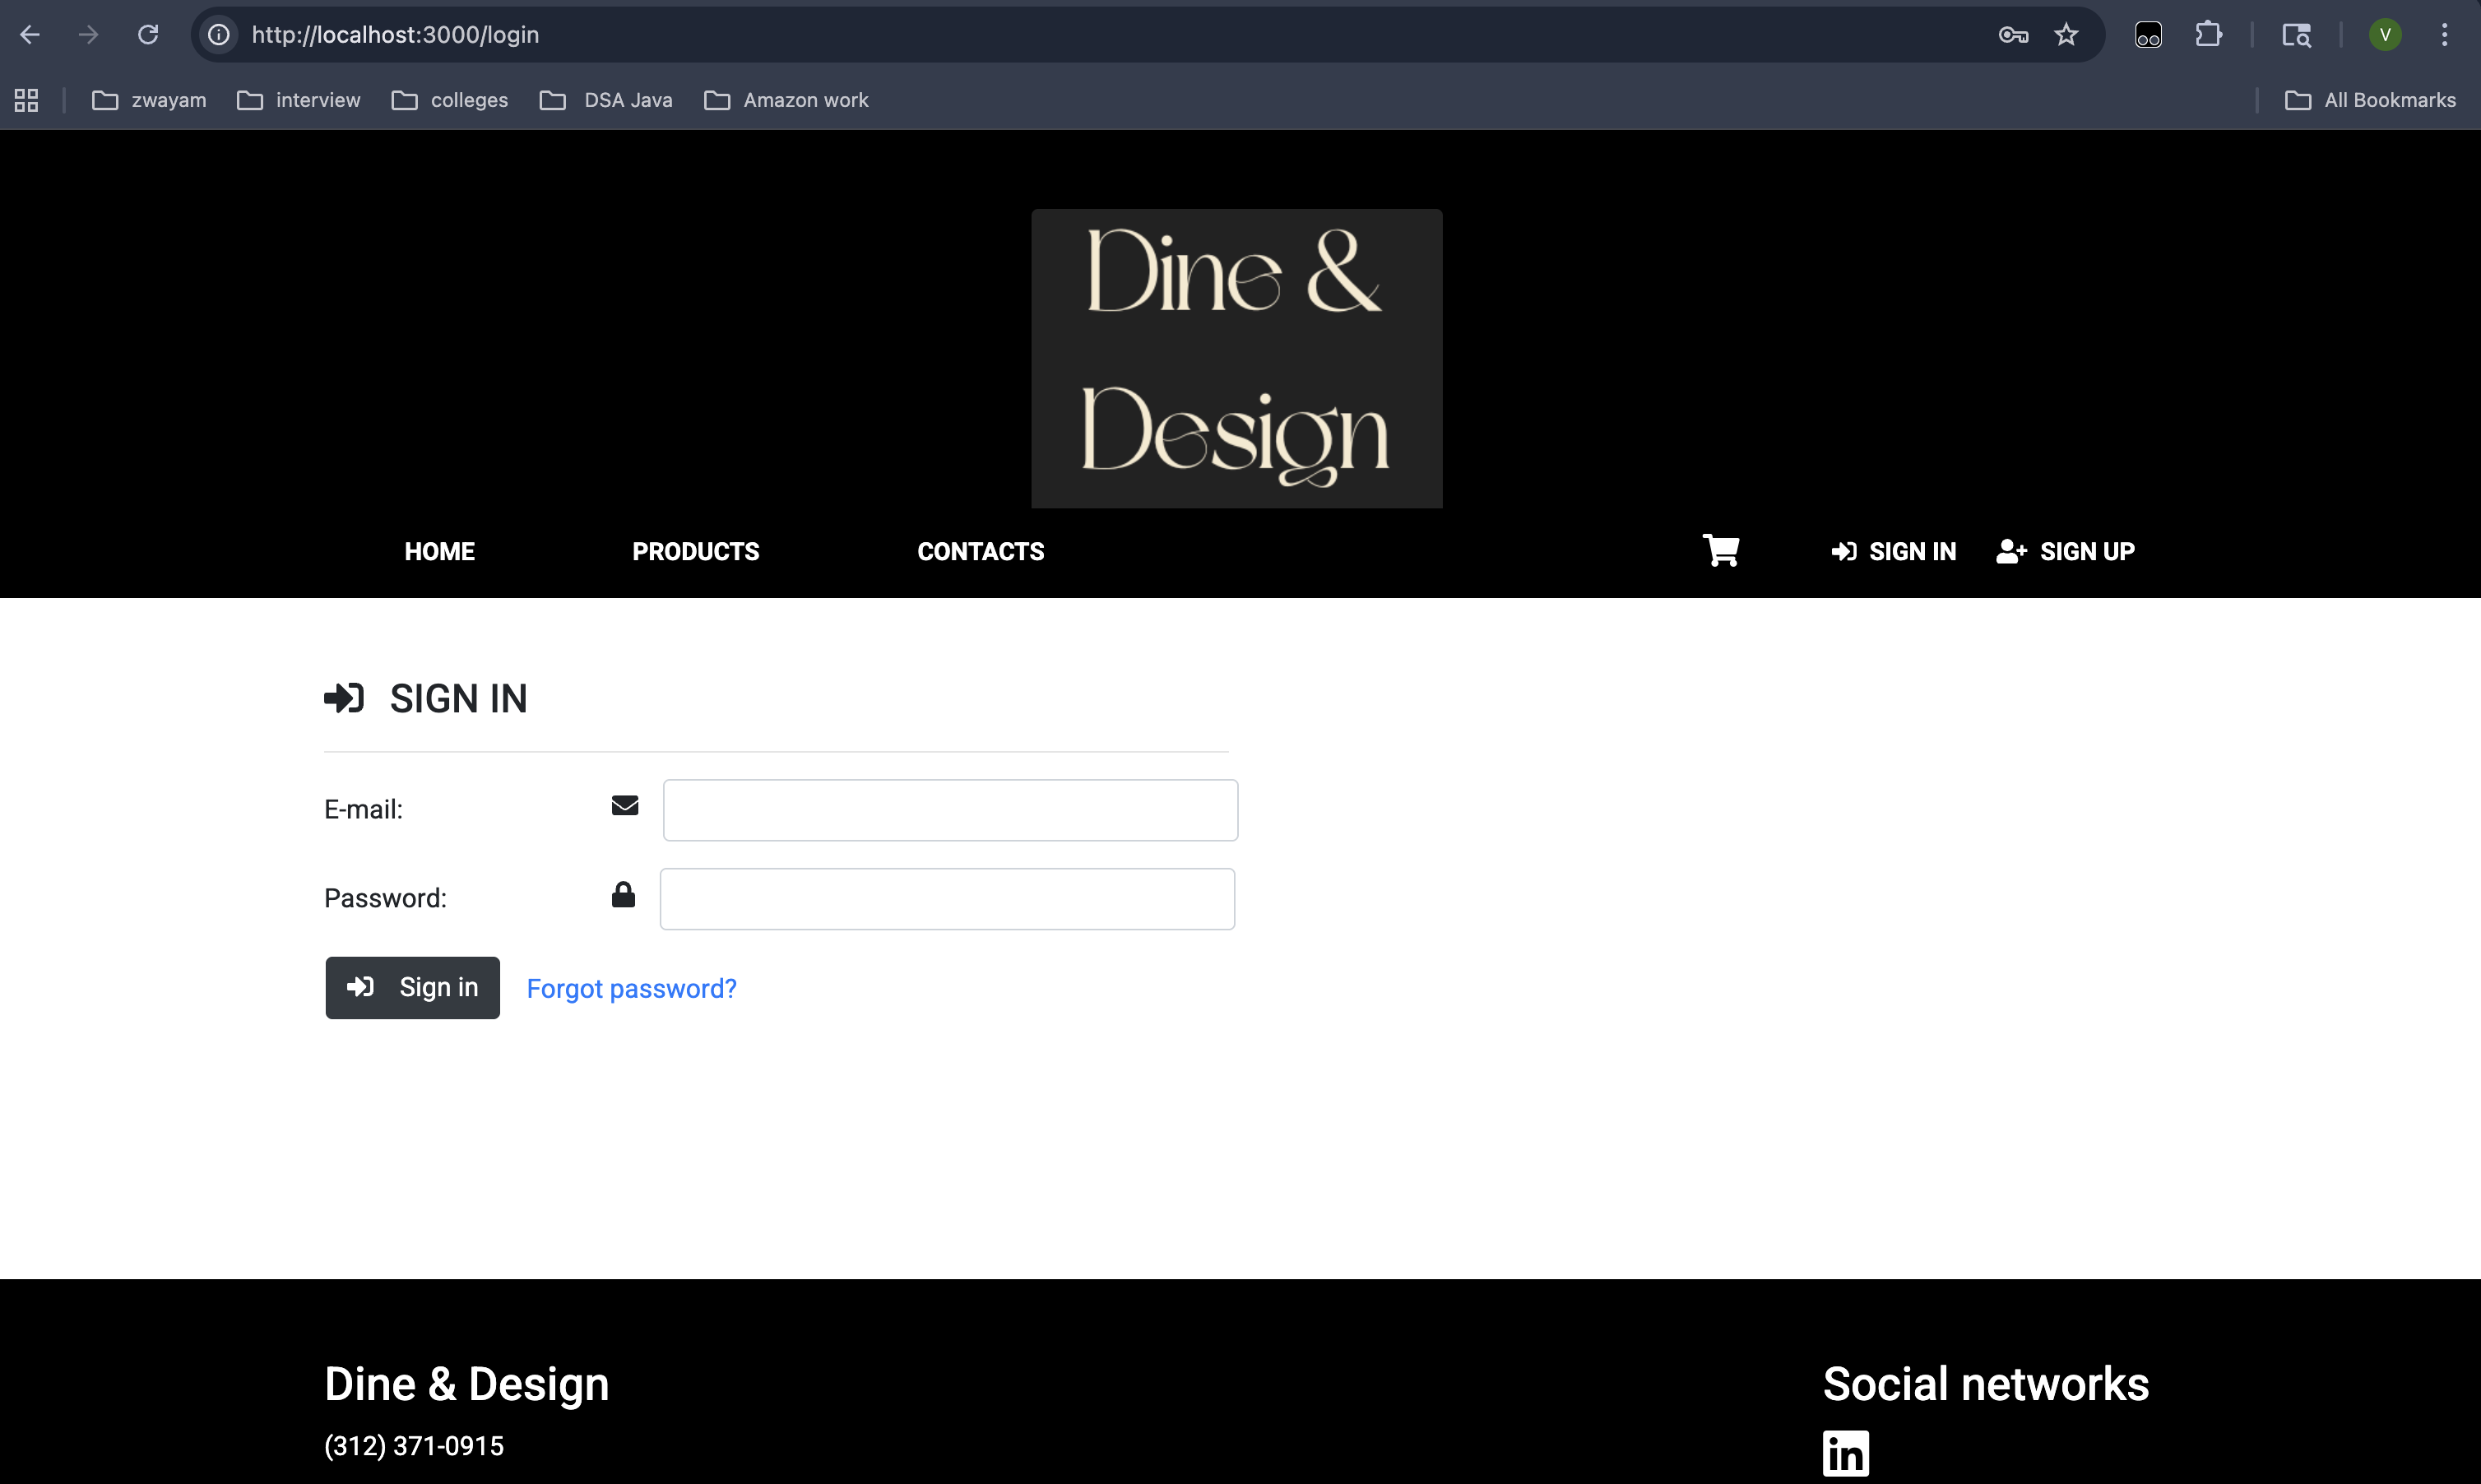 http://localhost:3000/login
V
zwayam
interview
colleges
DSA Java
Amazon work
All Bookmarks
Dine &
Design
HOME
PRODUCTS
CONTACTS
SIGN IN
SIGN UP
SIGN IN
E-mail:
Password:
Sign in
Forgot password?
Dine & Design
(312) 371-0915
Social networks
in